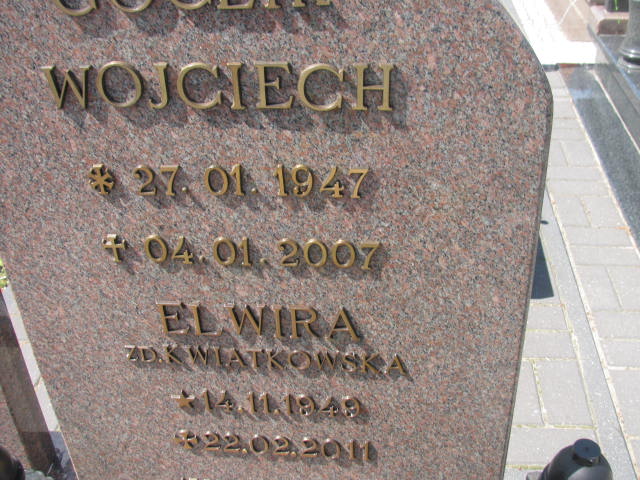 WOJCIECH
* 27. 01. 1947
✝ 04. 01. 2007
ELWIRA
ZD. KWIATKOWSKA
* 14.11.1949
✝ 22.02.2011